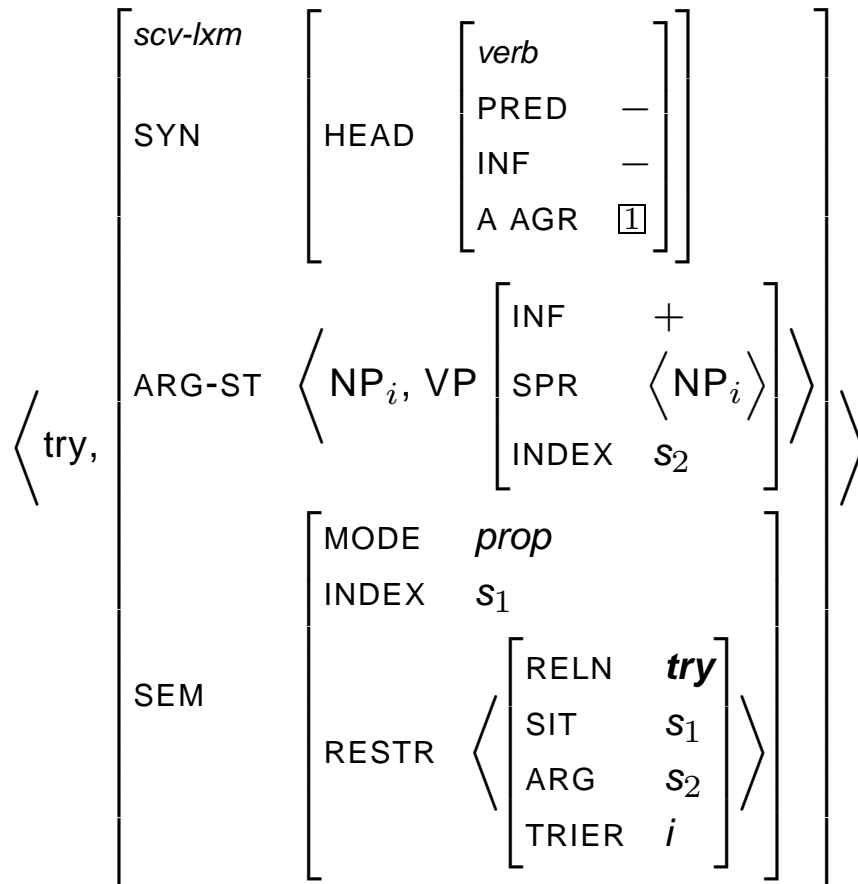 scv-lxm
verb
PRED −
SYN HEAD INF −
A AGR 1
INF +
ARG-ST ⟨NP_i, VP SPR ⟨NP_i⟩⟩
⟨try, ⟩
INDEX s_2
MODE prop
INDEX s_1
RELN try
SEM SIT s_1
RESTR ⟨ ⟩
ARG s_2
TRIER i